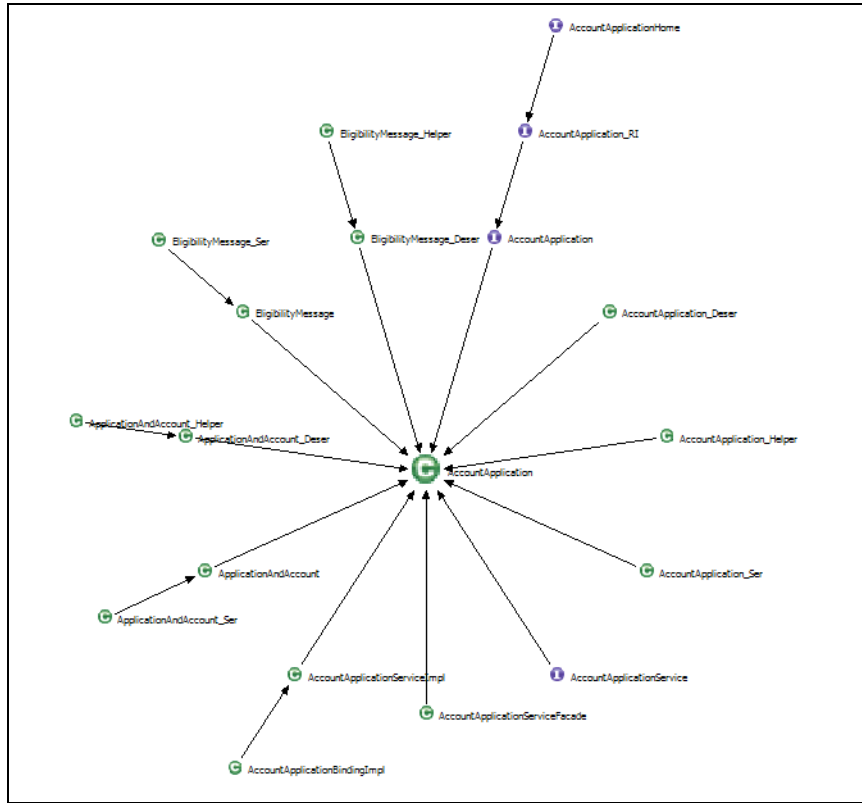 AccountApplicationHome
EligibilityMessage_Helper
AccountApplication_RI
EligibilityMessage_Ser
EligibilityMessage_Deser
AccountApplication
EligibilityMessage
AccountApplication_Deser
ApplicationAndAccount_Helper
ApplicationAndAccount_Deser
AccountApplication_Helper
AccountApplication
ApplicationAndAccount
AccountApplication_Ser
ApplicationAndAccount_Ser
AccountApplicationServiceImpl
AccountApplicationService
AccountApplicationServiceFacade
AccountApplicationBindingImpl